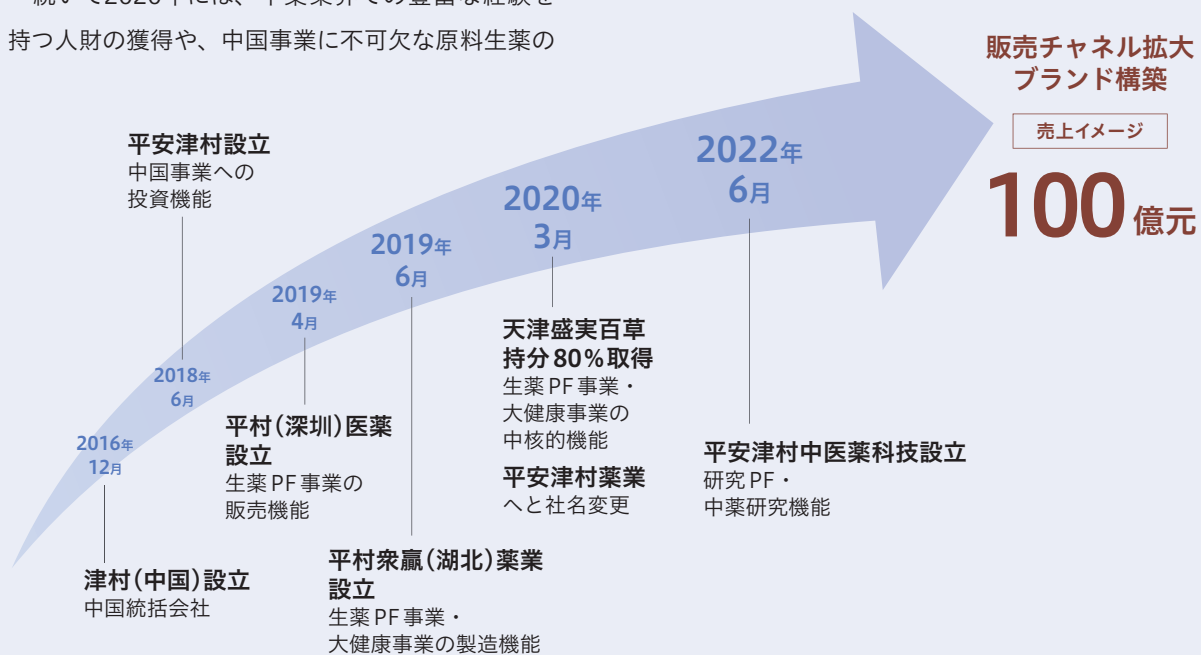 持つ人財の獲得や、中国事業に不可欠な原料生薬の
平安津村設立
中国事業への
投資機能
2016年
12月
2018年
6月
2019年
4月
2019年
6月
2020年
3月
2022年
6月
津村（中国）設立
中国統括会社
平村（深圳）医薬
設立
生薬PF事業の
販売機能
平村衆贏（湖北）薬業
設立
生薬PF事業・
大健康事業の製造機能
天津盛実百草
持分80%取得
生薬PF事業・
大健康事業の
中核的機能
平安津村薬業
へと社名変更
平安津村中医薬科技設立
研究PF・
中薬研究機能
販売チャネル拡大
ブランド構築
売上イメージ
100億元